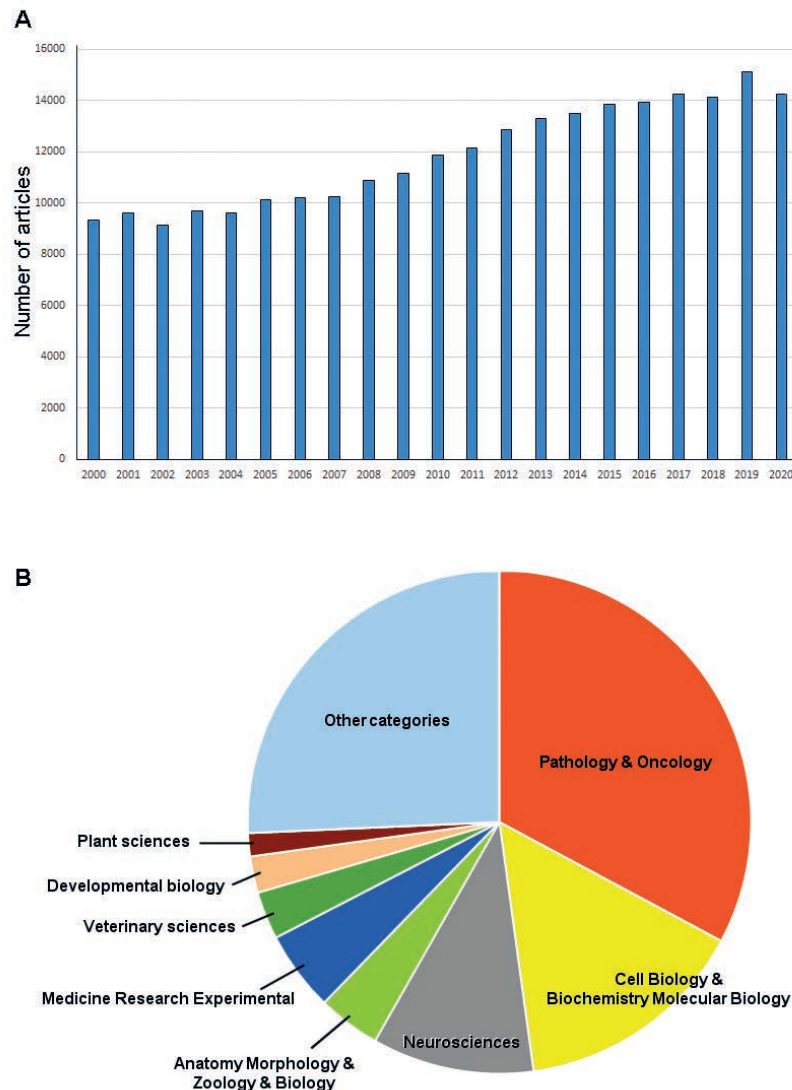 A
16000
14000
12000
10000
8000
6000
4000
2000
0
Number of articles
2000 2001 2002 2003 2004 2005 2006 2007 2008 2009 2010 2011 2012 2013 2014 2015 2016 2017 2018 2019 2020
B
Other categories
Pathology & Oncology
Plant sciences
Developmental biology
Veterinary sciences
Medicine Research Experimental
Anatomy Morphology &
Zoology & Biology
Neurosciences
Cell Biology &
Biochemistry Molecular Biology